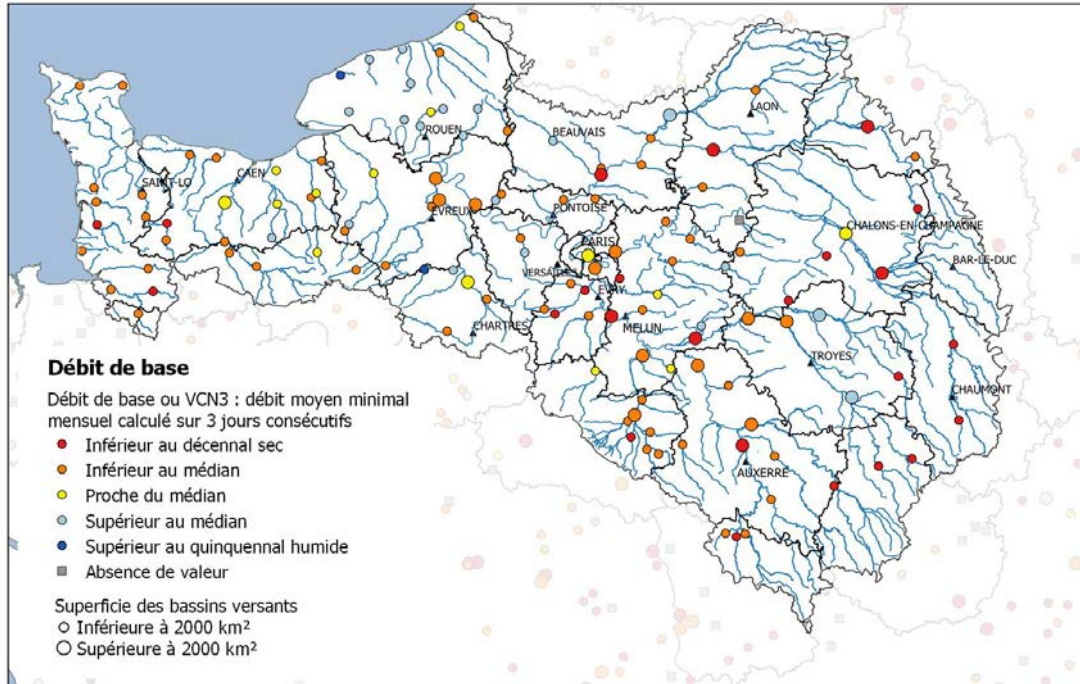 LAON
BEAUVAIS
ROUEN
CAEN
SAINT-LO
EVREUX
PONTOISE
CHALONS-EN-CHAMPAGNE
PARIS
BAR-LE-DUC
VERSAILLES
EVRY
CHARTRES
MELUN
TROYES
CHAUMONT
AUXERRE
Débit de base
Débit de base ou VCN3 : débit moyen minimal
mensuel calculé sur 3 jours consécutifs
Inférieur au décennal sec
Inférieur au médian
Proche du médian
Supérieur au médian
Supérieur au quinquennal humide
Absence de valeur
Superficie des bassins versants
Inférieure à 2000 km²
Supérieure à 2000 km²